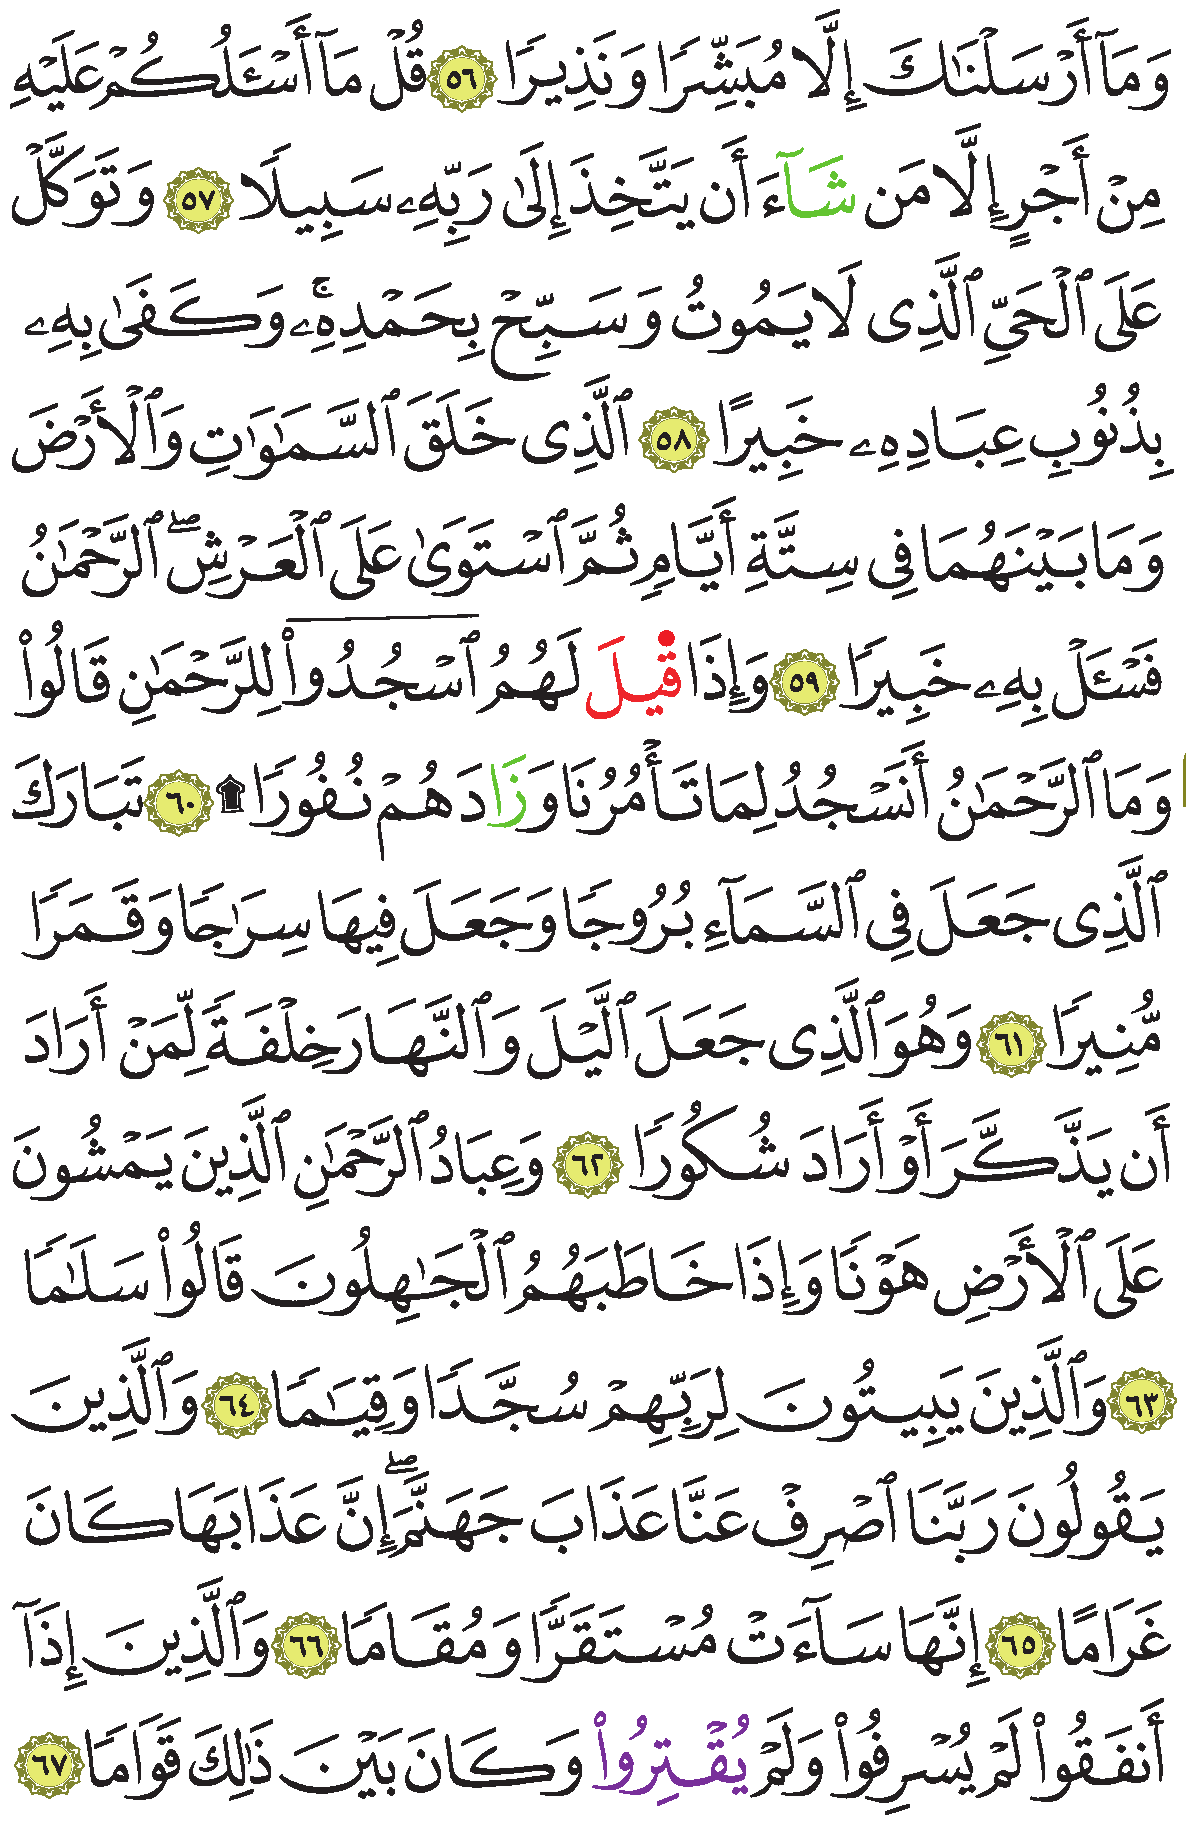 وَمَآ أَرْسَلْنَٰكَ إِلَّا مُبَشِّرًا وَنَذِيرًا ٥٦ قُلْ مَآ أَسْـَٔلُكُمْ عَلَيْهِ
مِنْ أَجْرٍ إِلَّا مَن شَآءَ أَن يَتَّخِذَ إِلَىٰ رَبِّهِۦ سَبِيلًا ٥٧ وَتَوَكَّلْ
عَلَى ٱلْحَىِّ ٱلَّذِى لَا يَمُوتُ وَسَبِّحْ بِحَمْدِهِۦ ۚ وَكَفَىٰ بِهِۦ
بِذُنُوبِ عِبَادِهِۦ خَبِيرًا ٥٨ ٱلَّذِى خَلَقَ ٱلسَّمَٰوَٰتِ وَٱلْأَرْضَ
وَمَا بَيْنَهُمَا فِى سِتَّةِ أَيَّامٍ ثُمَّ ٱسْتَوَىٰ عَلَى ٱلْعَرْشِ ۖ ٱلرَّحْمَٰنُ
فَسْـَٔلْ بِهِۦ خَبِيرًا ٥٩ وَإِذَا قِيلَ لَهُمُ ٱسْجُدُوا۟ لِلرَّحْمَٰنِ قَالُوا۟
وَمَا ٱلرَّحْمَٰنُ أَنَسْجُدُ لِمَا تَأْمُرُنَا وَزَادَهُمْ نُفُورًا ۩ ٦٠ تَبَارَكَ
ٱلَّذِى جَعَلَ فِى ٱلسَّمَآءِ بُرُوجًا وَجَعَلَ فِيهَا سِرَٰجًا وَقَمَرًا
مُّنِيرًا ٦١ وَهُوَ ٱلَّذِى جَعَلَ ٱلَّيْلَ وَٱلنَّهَارَ خِلْفَةً لِّمَنْ أَرَادَ
أَن يَذَّكَّرَ أَوْ أَرَادَ شُكُورًا ٦٢ وَعِبَادُ ٱلرَّحْمَٰنِ ٱلَّذِينَ يَمْشُونَ
عَلَى ٱلْأَرْضِ هَوْنًا وَإِذَا خَاطَبَهُمُ ٱلْجَٰهِلُونَ قَالُوا۟ سَلَٰمًا
٦٣ وَٱلَّذِينَ يَبِيتُونَ لِرَبِّهِمْ سُجَّدًا وَقِيَٰمًا ٦٤ وَٱلَّذِينَ
يَقُولُونَ رَبَّنَا ٱصْرِفْ عَنَّا عَذَابَ جَهَنَّمَ ۖ إِنَّ عَذَابَهَا كَانَ
غَرَامًا ٦٥ إِنَّهَا سَآءَتْ مُسْتَقَرًّا وَمُقَامًا ٦٦ وَٱلَّذِينَ إِذَآ
أَنفَقُوا۟ لَمْ يُسْرِفُوا۟ وَلَمْ يُقْتِرُوا۟ وَكَانَ بَيْنَ ذَٰلِكَ قَوَامًا ٦٧